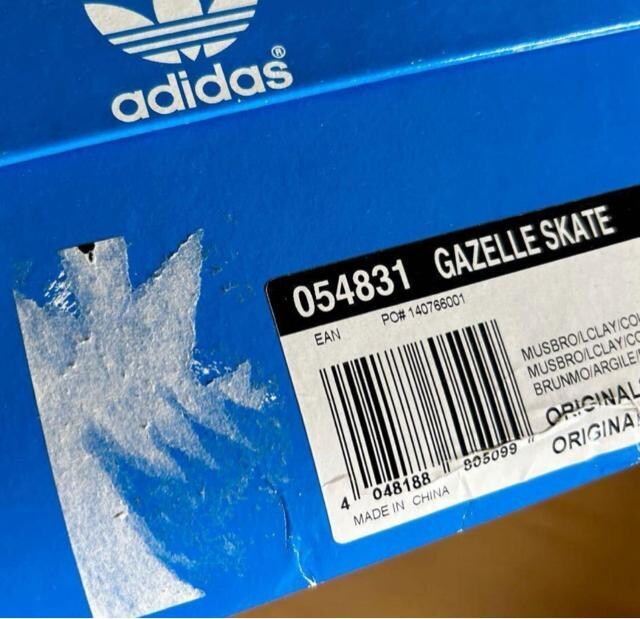 adidas®
054831 GAZELLE SKATE
EAN PO# 140766001
MUSBRO/LCLAY/CO
MUSBRO/LCLAY/CO
BRUNMO/ARGILE
ORIGINAL
ORIGINA
4 048188 805099
MADE IN CHINA